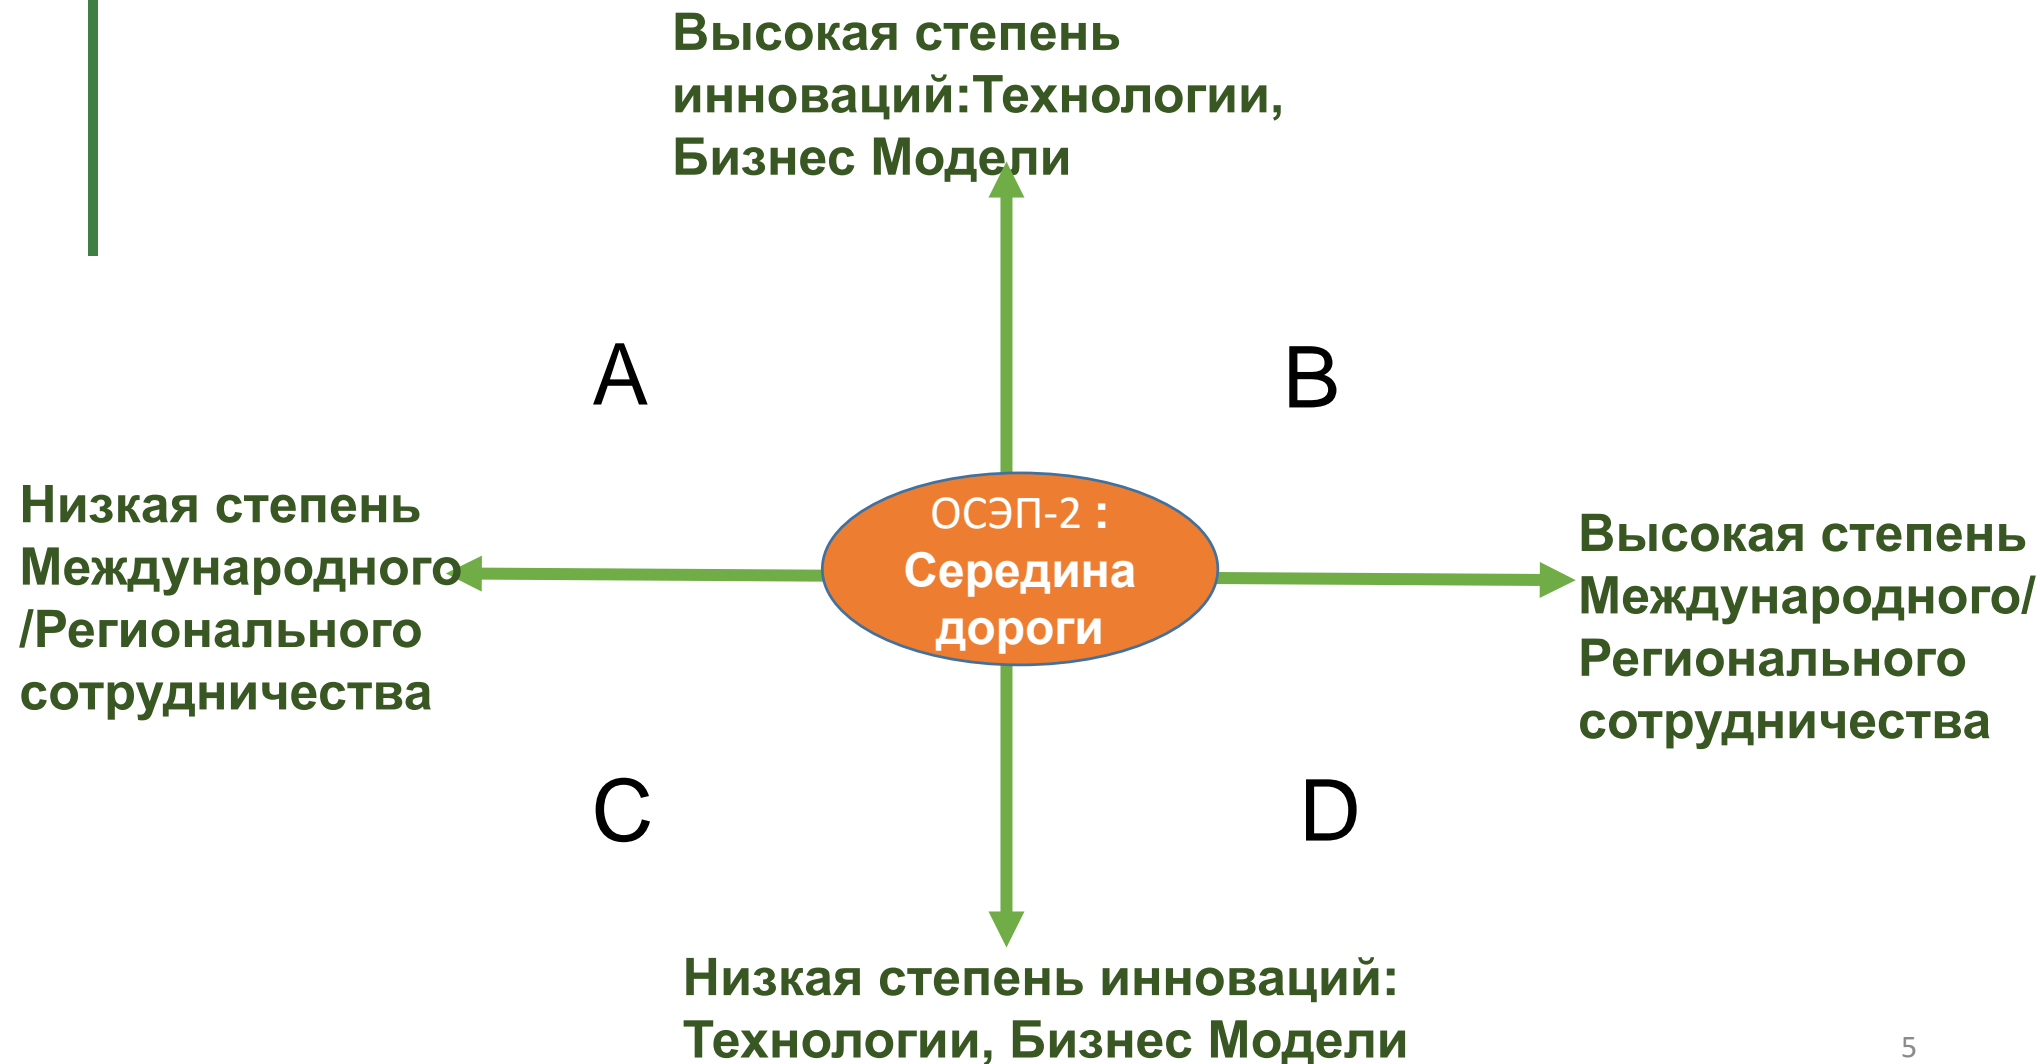 Высокая степень
инноваций:Технологии,
Бизнес Модели
A
B
Низкая степень
Международного
/Регионального
сотрудничества
ОСЭП-2 :
Середина
дороги
Высокая степень
Международного/
Регионального
сотрудничества
C
D
Низкая степень инноваций:
Технологии, Бизнес Модели
5